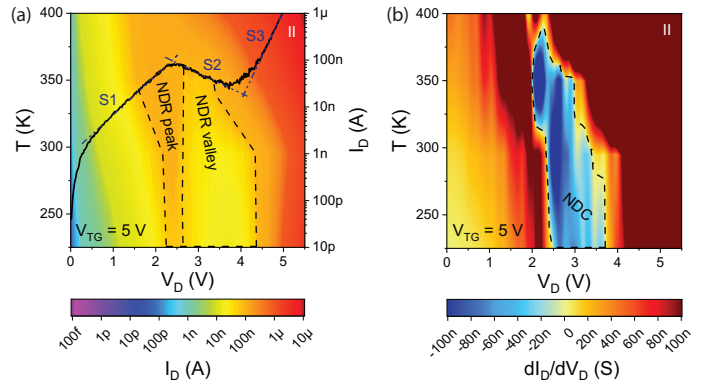 (a)
400
350
300
250
T (K)
S1
S2
S3
II
NDR peak
NDR valley
V_TG = 5 V
0 1 2 3 4 5
V_D (V)
1µ
100n
10n
1n
100p
10p
I_D (A)
100f 1p 10p 100p 1n 10n 100n 1µ 10µ
I_D (A)
(b)
400
350
300
250
T (K)
II
NDC
V_TG = 5 V
0 1 2 3 4 5
V_D (V)
-100n -80n -60n -40n -20n 0 20n 40n 60n 80n 100n
dI_D/dV_D (S)